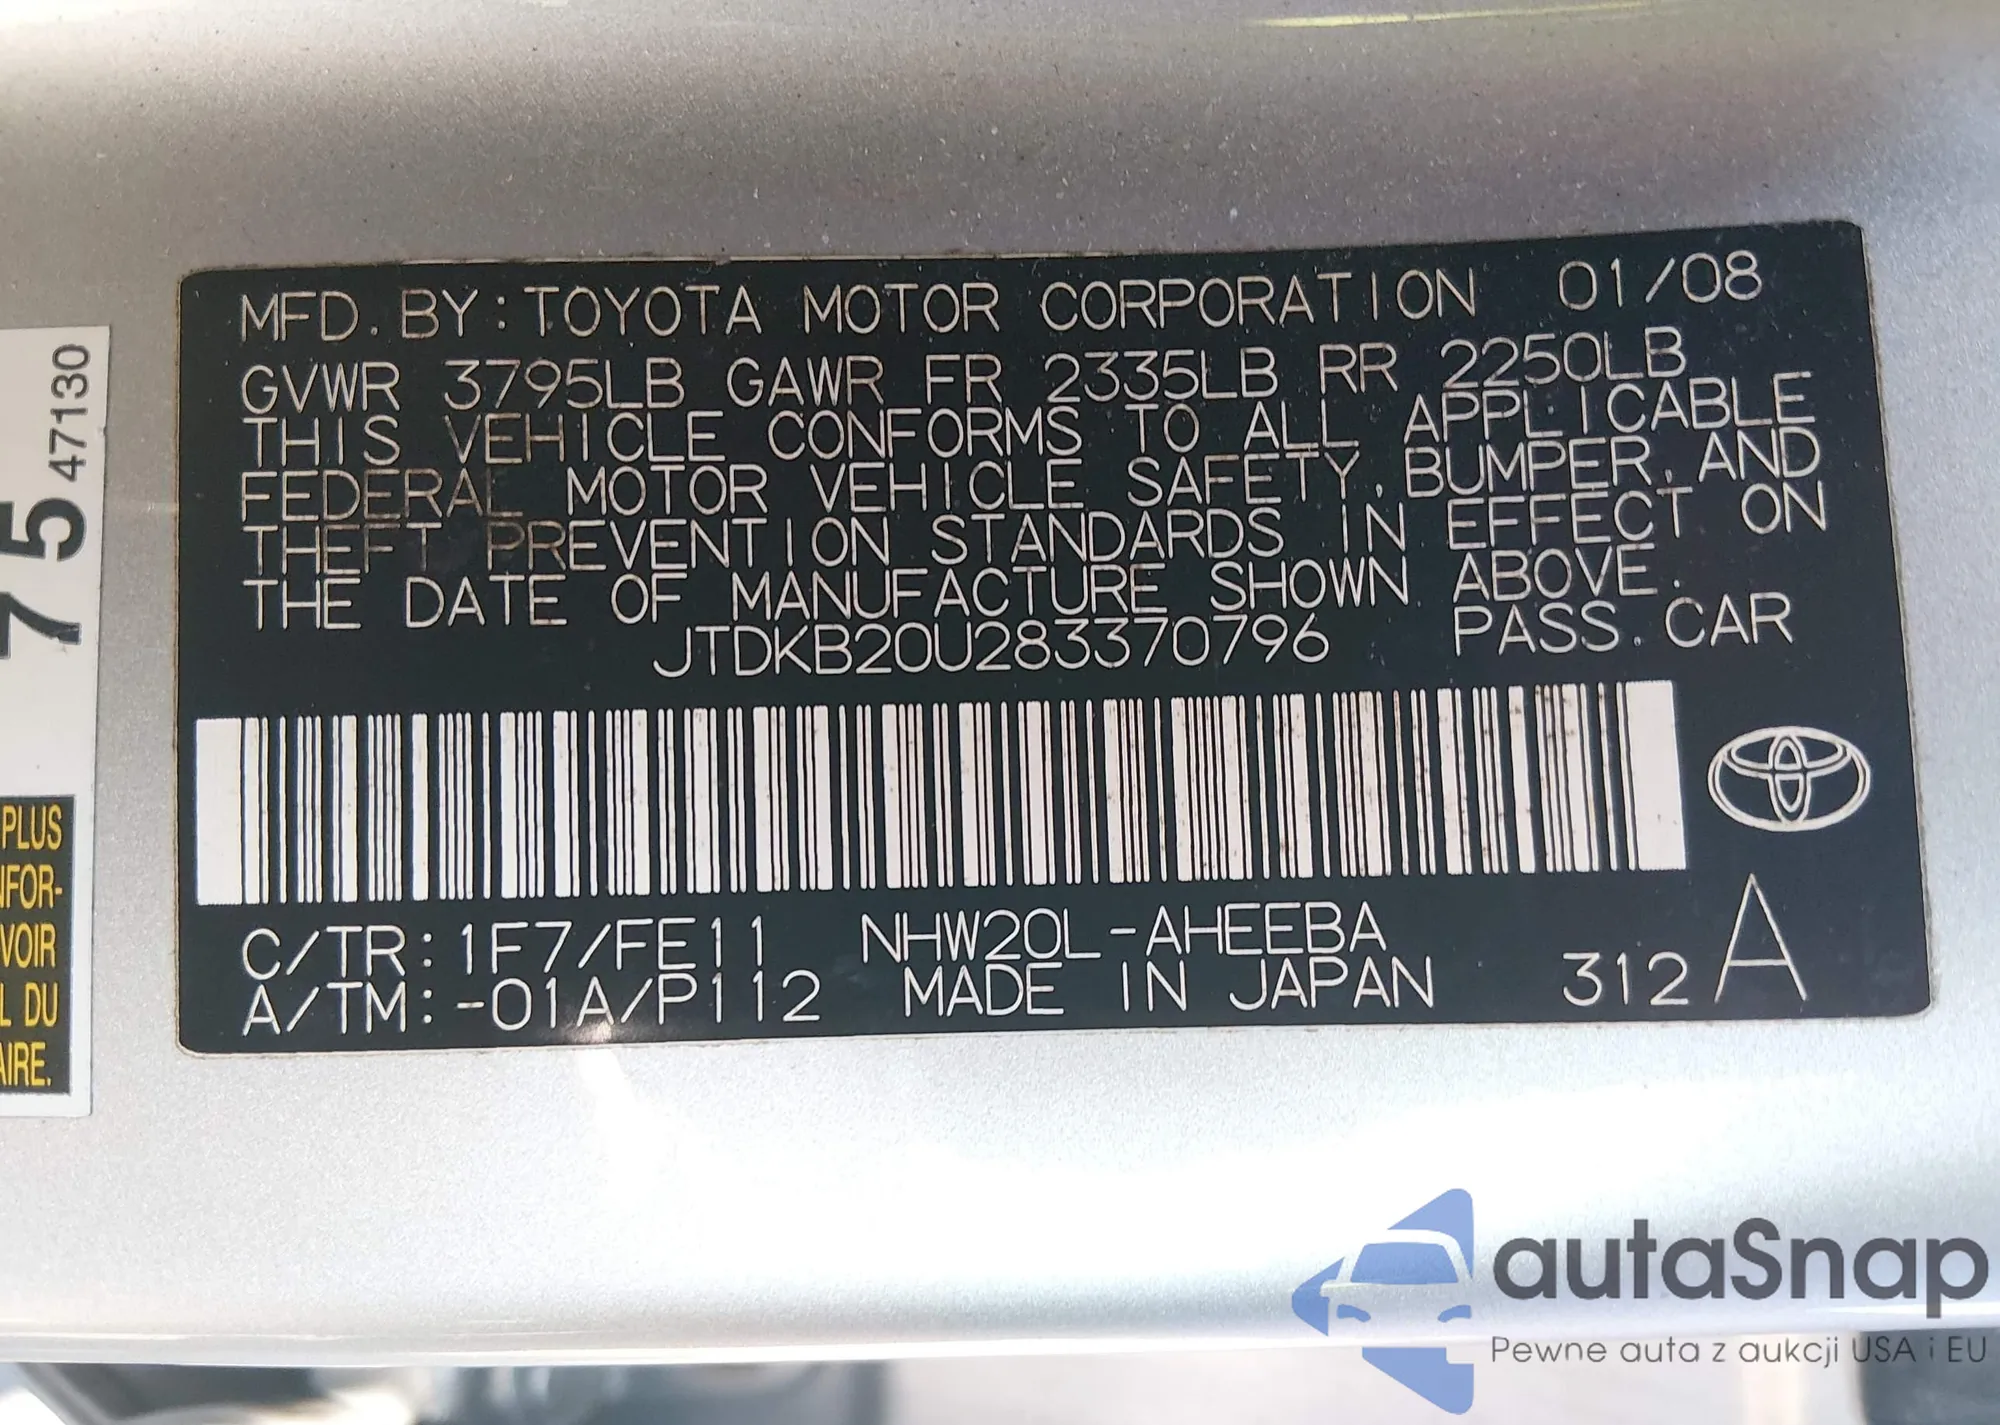 MFD. BY: TOYOTA MOTOR CORPORATION 01/08
GVWR 3795LB GAWR FR 2335LB RR 2250LB
THIS VEHICLE CONFORMS TO ALL APPLICABLE
FEDERAL MOTOR VEHICLE SAFETY, BUMPER, AND
THEFT PREVENTION STANDARDS IN EFFECT ON
THE DATE OF MANUFACTURE SHOWN ABOVE.
JTDKB20U283370796 PASS. CAR
C/TR: 1F7/FE11 NHW20L-AHEEBA
A/TM: -01A/P112 MADE IN JAPAN 312 A
75
47130
PLUS
NFOR-
VOIR
L DU
AIRE.
autaSnap
Pewne auta z aukcji USA i EU